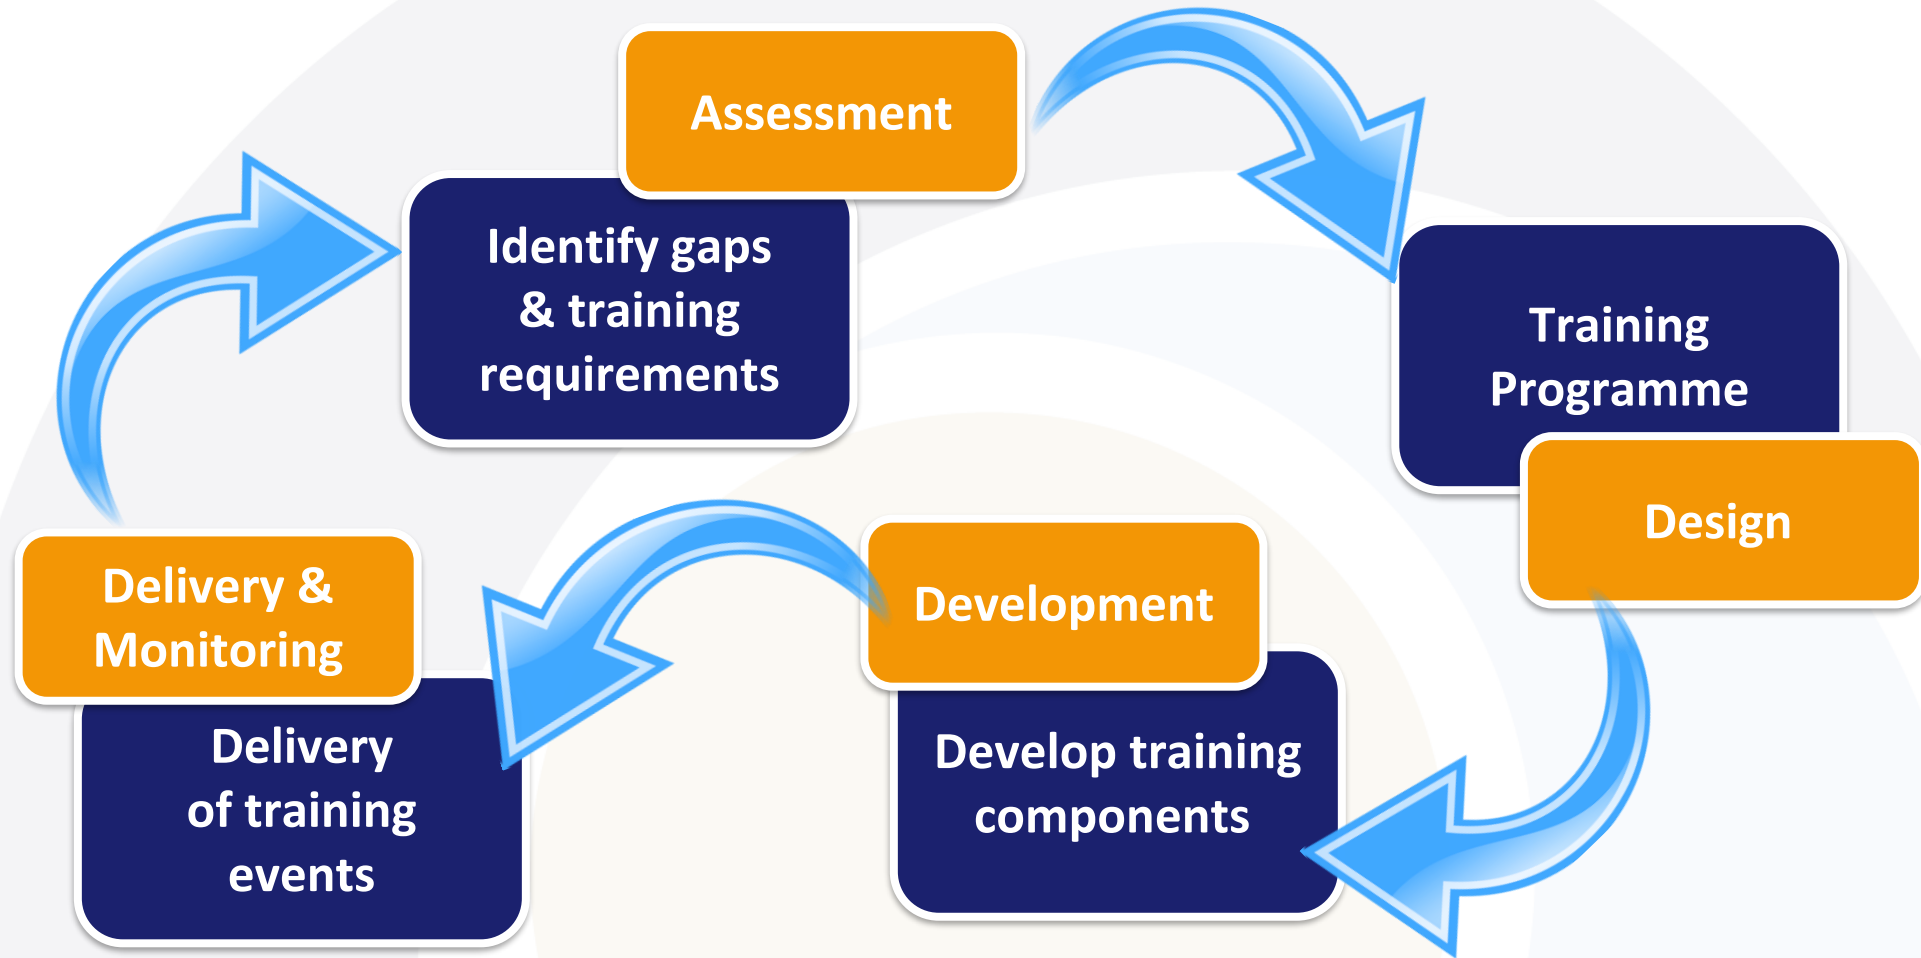 Assessment
Identify gaps
& training
requirements
Training
Programme
Design
Development
Develop training
components
Delivery &
Monitoring
Delivery
of training
events